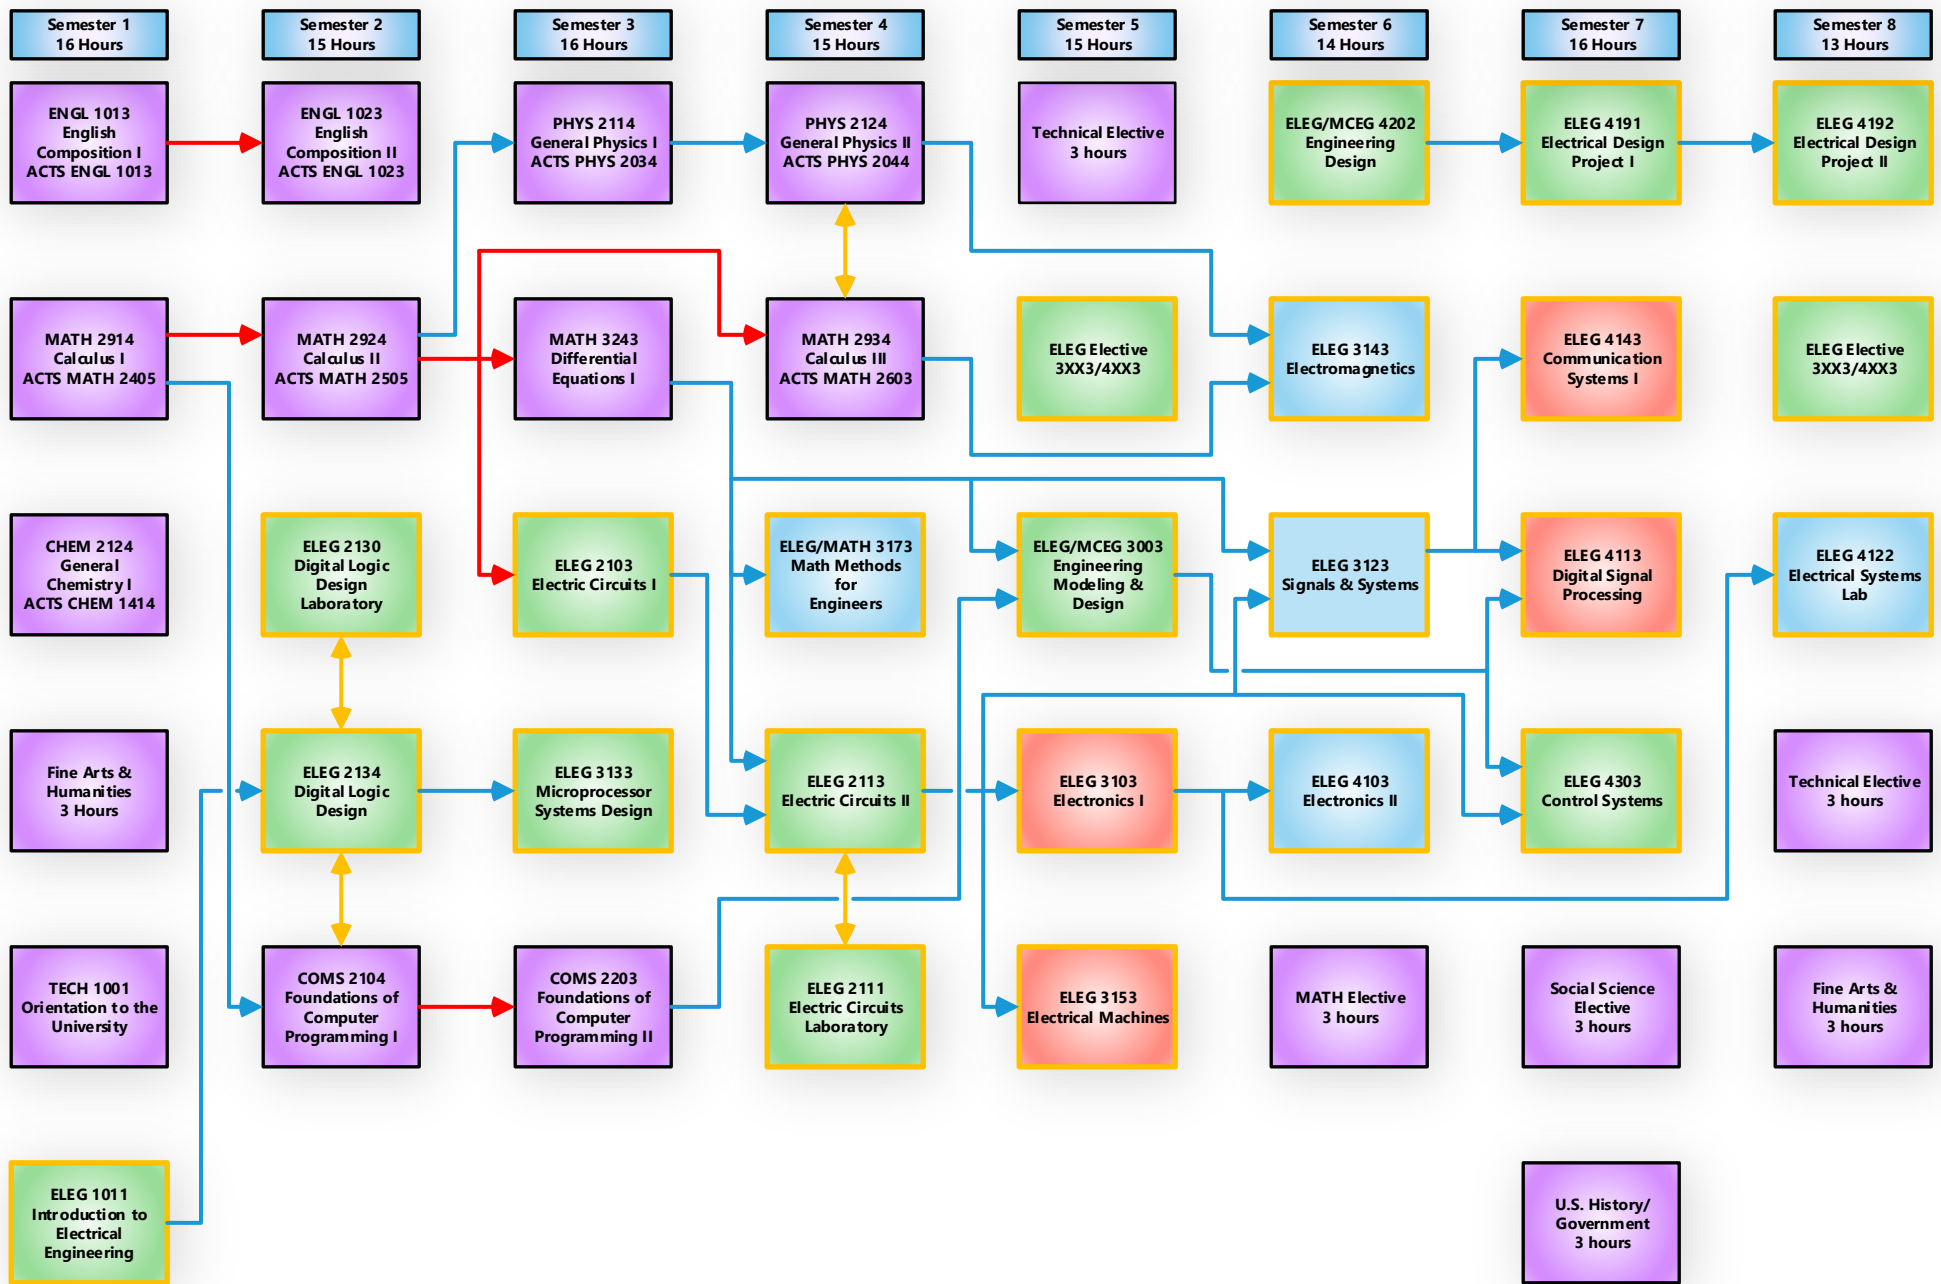 Semester 1
16 Hours
Semester 2
15 Hours
Semester 3
16 Hours
Semester 4
15 Hours
Semester 5
15 Hours
Semester 6
14 Hours
Semester 7
16 Hours
Semester 8
13 Hours
ENGL 1013
English
Composition I
ACTS ENGL 1013
ENGL 1023
English
Composition II
ACTS ENGL 1023
PHYS 2114
General Physics I
ACTS PHYS 2034
PHYS 2124
General Physics II
ACTS PHYS 2044
Technical Elective
3 hours
ELEG/MCEG 4202
Engineering
Design
ELEG 4191
Electrical Design
Project I
ELEG 4192
Electrical Design
Project II
MATH 2914
Calculus I
ACTS MATH 2405
MATH 2924
Calculus II
ACTS MATH 2505
MATH 3243
Differential
Equations I
MATH 2934
Calculus III
ACTS MATH 2603
ELEG Elective
3XX3/4XX3
ELEG 3143
Electromagnetics
ELEG 4143
Communication
Systems I
ELEG Elective
3XX3/4XX3
CHEM 2124
General
Chemistry I
ACTS CHEM 1414
ELEG 2130
Digital Logic
Design
Laboratory
ELEG 2103
Electric Circuits I
ELEG/MATH 3173
Math Methods
for
Engineers
ELEG/MCEG 3003
Engineering
Modeling &
Design
ELEG 3123
Signals & Systems
ELEG 4113
Digital Signal
Processing
ELEG 4122
Electrical Systems
Lab
Fine Arts &
Humanities
3 Hours
ELEG 2134
Digital Logic
Design
ELEG 3133
Microprocessor
Systems Design
ELEG 2113
Electric Circuits II
ELEG 3103
Electronics I
ELEG 4103
Electronics II
ELEG 4303
Control Systems
Technical Elective
3 hours
TECH 1001
Orientation to the
University
COMS 2104
Foundations of
Computer
Programming I
COMS 2203
Foundations of
Computer
Programming II
ELEG 2111
Electric Circuits
Laboratory
ELEG 3153
Electrical Machines
MATH Elective
3 hours
Social Science
Elective
3 hours
Fine Arts &
Humanities
3 hours
ELEG 1011
Introduction to
Electrical
Engineering
U.S. History/
Government
3 hours